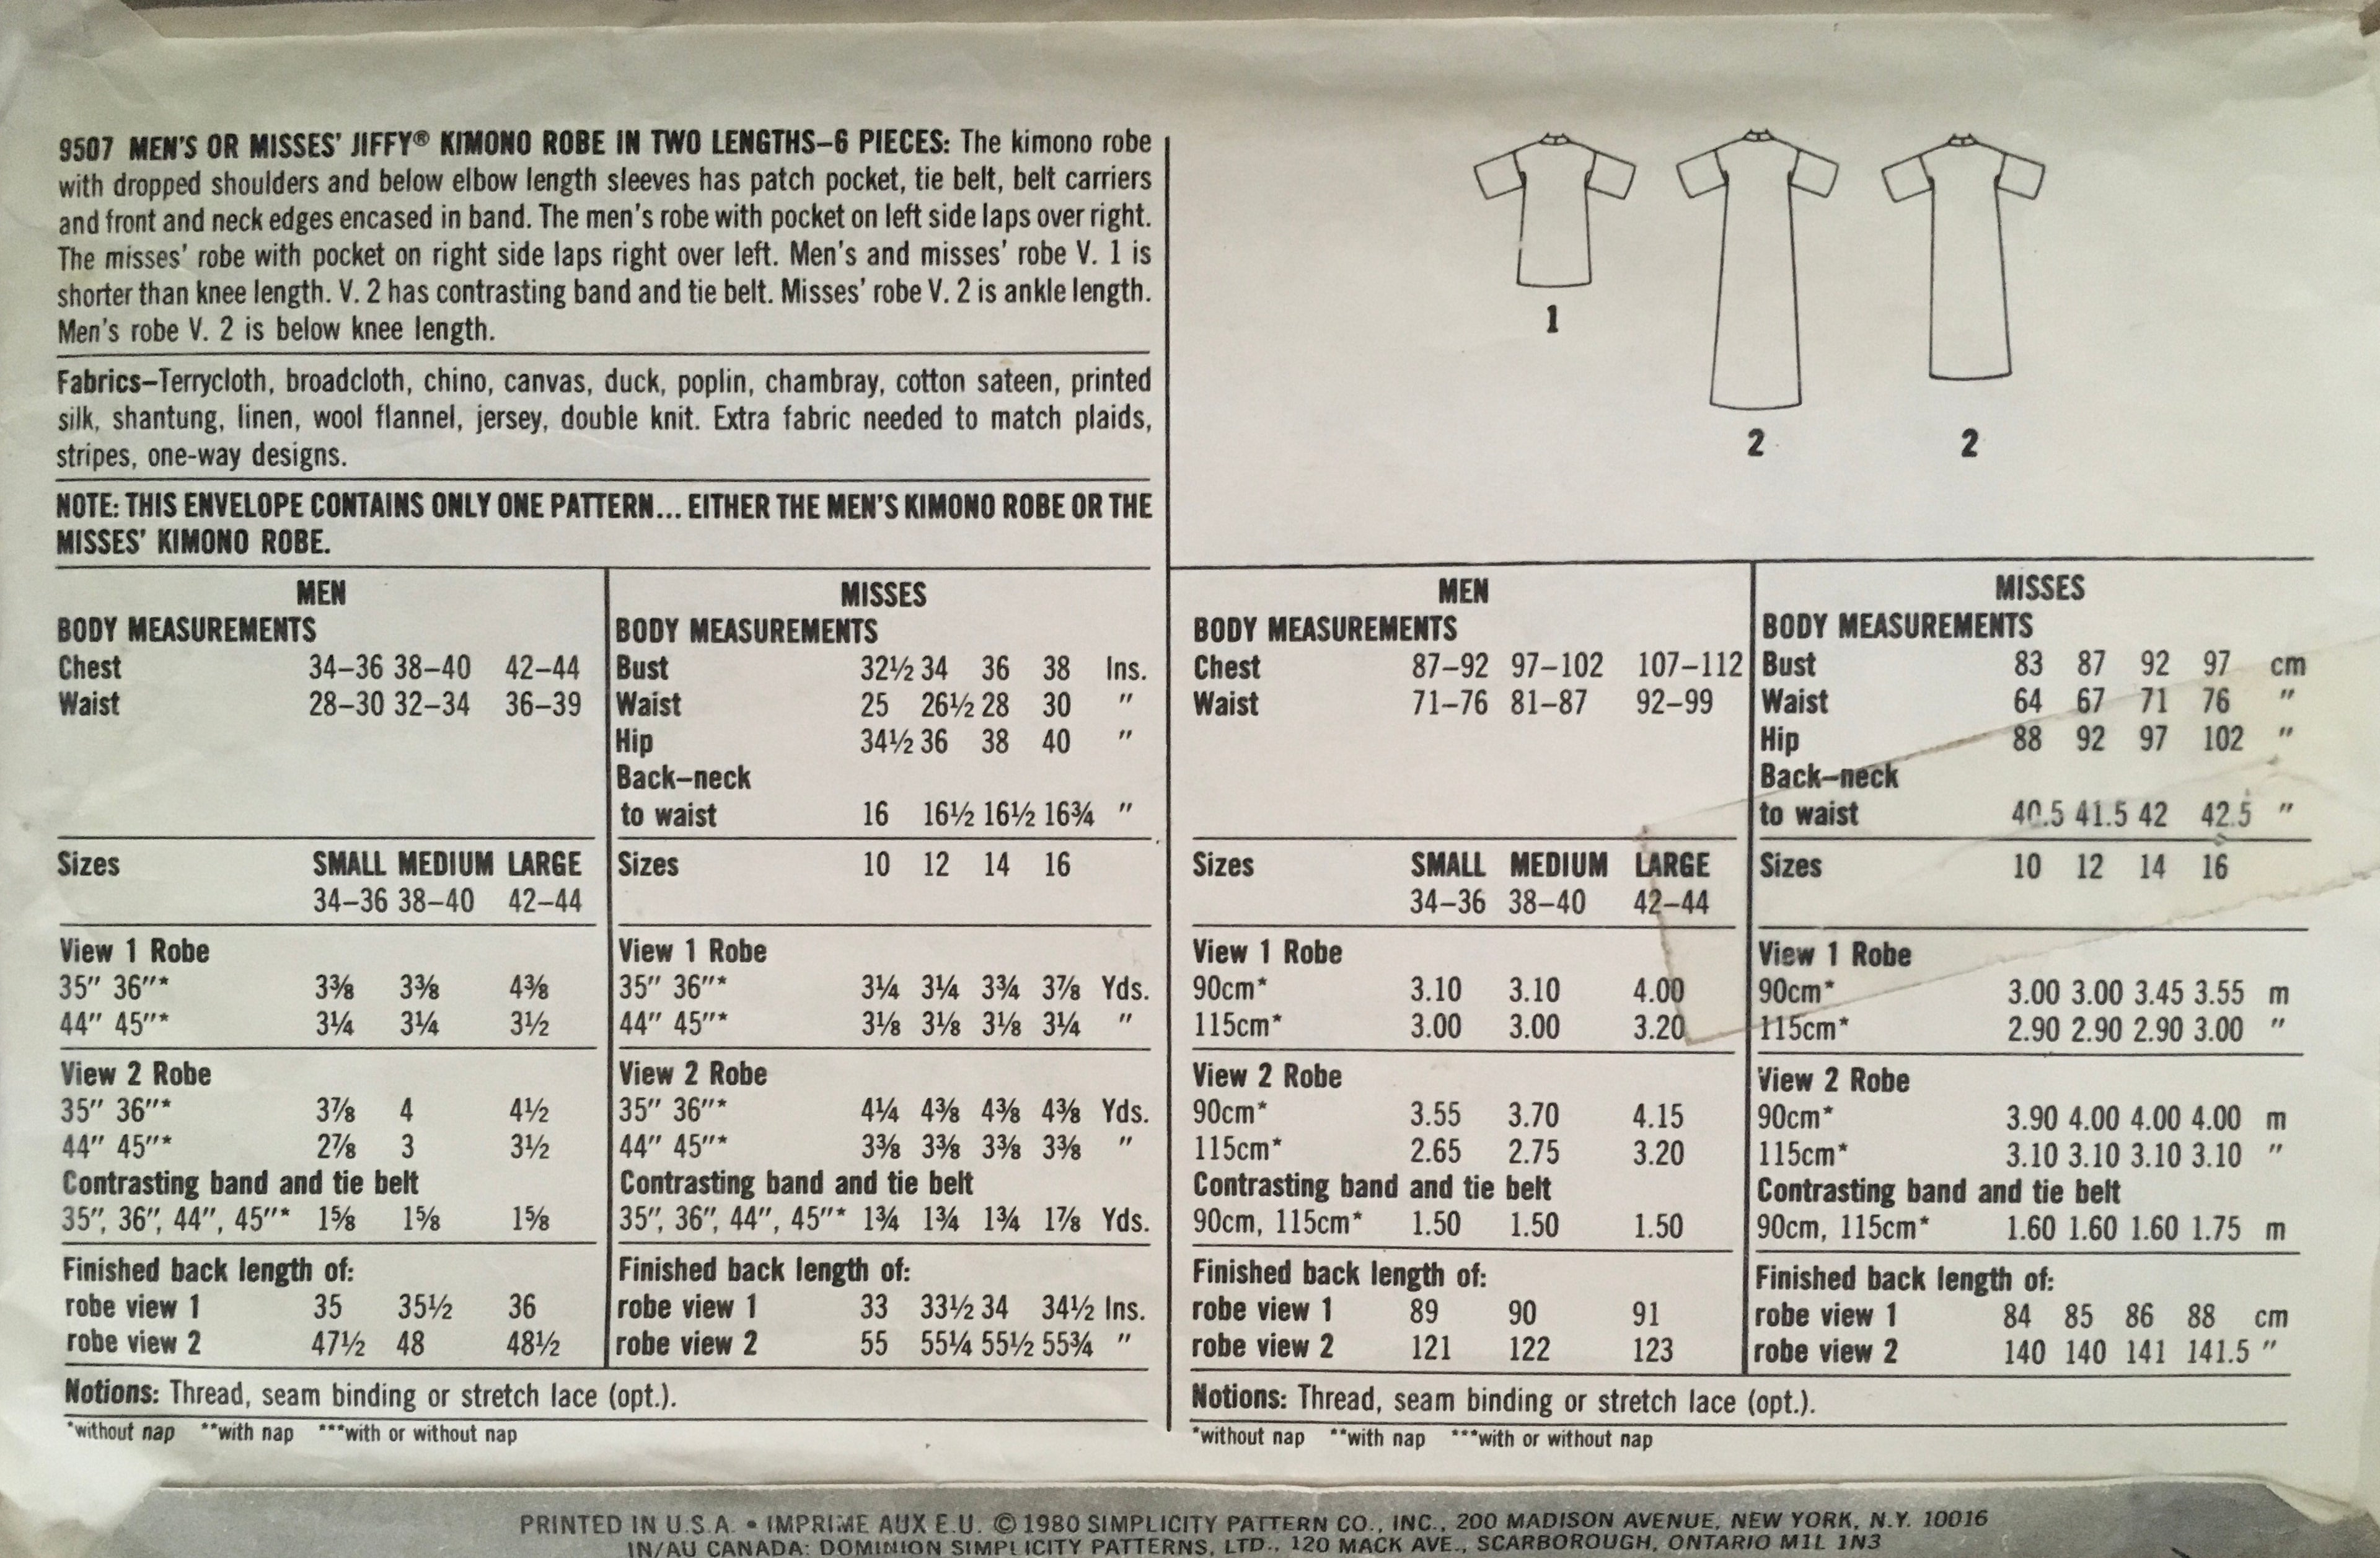 9507 MEN'S OR MISSES' JIFFY® KIMONO ROBE IN TWO LENGTHS–6 PIECES: The kimono robe
with dropped shoulders and below elbow length sleeves has patch pocket, tie belt, belt carriers
and front and neck edges encased in band. The men's robe with pocket on left side laps over right.
The misses' robe with pocket on right side laps right over left. Men's and misses' robe V. 1 is
shorter than knee length. V. 2 has contrasting band and tie belt. Misses' robe V. 2 is ankle length.
Men's robe V. 2 is below knee length.
Fabrics–Terrycloth, broadcloth, chino, canvas, duck, poplin, chambray, cotton sateen, printed
silk, shantung, linen, wool flannel, jersey, double knit. Extra fabric needed to match plaids,
stripes, one-way designs.
NOTE: THIS ENVELOPE CONTAINS ONLY ONE PATTERN... EITHER THE MEN'S KIMONO ROBE OR THE
MISSES' KIMONO ROBE.
1
2 2
MEN
BODY MEASUREMENTS
Chest 34–36 38–40 42–44
Waist 28–30 32–34 36–39
Sizes SMALL MEDIUM LARGE
34–36 38–40 42–44
View 1 Robe
35″ 36″* 3⅜ 3⅜ 4⅜
44″ 45″* 3¼ 3¼ 3½
View 2 Robe
35″ 36″* 3⅞ 4 4½
44″ 45″* 2⅞ 3 3½
Contrasting band and tie belt
35″, 36″, 44″, 45″* 1⅝ 1⅝ 1⅝
Finished back length of:
robe view 1 35 35½ 36
robe view 2 47½ 48 48½
MISSES
BODY MEASUREMENTS
Bust 32½ 34 36 38 Ins.
Waist 25 26½ 28 30 ″
Hip 34½ 36 38 40 ″
Back–neck
to waist 16 16½ 16½ 16¾ ″
Sizes 10 12 14 16
View 1 Robe
35″ 36″* 3¼ 3¼ 3¾ 3⅞ Yds.
44″ 45″* 3⅛ 3⅛ 3⅛ 3¼ ″
View 2 Robe
35″ 36″* 4¼ 4⅜ 4⅜ 4⅜ Yds.
44″ 45″* 3⅜ 3⅜ 3⅜ 3⅜ ″
Contrasting band and tie belt
35″, 36″, 44″, 45″* 1¾ 1¾ 1¾ 1⅞ Yds.
Finished back length of:
robe view 1 33 33½ 34 34½ Ins.
robe view 2 55 55¼ 55½ 55¾ ″
Notions: Thread, seam binding or stretch lace (opt.).
*without nap **with nap ***with or without nap
MEN
BODY MEASUREMENTS
Chest 87–92 97–102 107–112
Waist 71–76 81–87 92–99
Sizes SMALL MEDIUM LARGE
34–36 38–40 42–44
View 1 Robe
90cm* 3.10 3.10 4.00
115cm* 3.00 3.00 3.20
View 2 Robe
90cm* 3.55 3.70 4.15
115cm* 2.65 2.75 3.20
Contrasting band and tie belt
90cm, 115cm* 1.50 1.50 1.50
Finished back length of:
robe view 1 89 90 91
robe view 2 121 122 123
MISSES
BODY MEASUREMENTS
Bust 83 87 92 97 cm
Waist 64 67 71 76 ″
Hip 88 92 97 102 ″
Back–neck
to waist 40.5 41.5 42 42.5 ″
Sizes 10 12 14 16
View 1 Robe
90cm* 3.00 3.00 3.45 3.55 m
115cm* 2.90 2.90 2.90 3.00 ″
View 2 Robe
90cm* 3.90 4.00 4.00 4.00 m
115cm* 3.10 3.10 3.10 3.10 ″
Contrasting band and tie belt
90cm, 115cm* 1.60 1.60 1.60 1.75 m
Finished back length of:
robe view 1 84 85 86 88 cm
robe view 2 140 140 141 141.5 ″
Notions: Thread, seam binding or stretch lace (opt.).
*without nap **with nap ***with or without nap
PRINTED IN U.S.A. • IMPRIME AUX E.U. © 1980 SIMPLICITY PATTERN CO., INC., 200 MADISON AVENUE, NEW YORK, N.Y. 10016
IN/AU CANADA: DOMINION SIMPLICITY PATTERNS, LTD., 120 MACK AVE., SCARBOROUGH, ONTARIO M1L 1N3